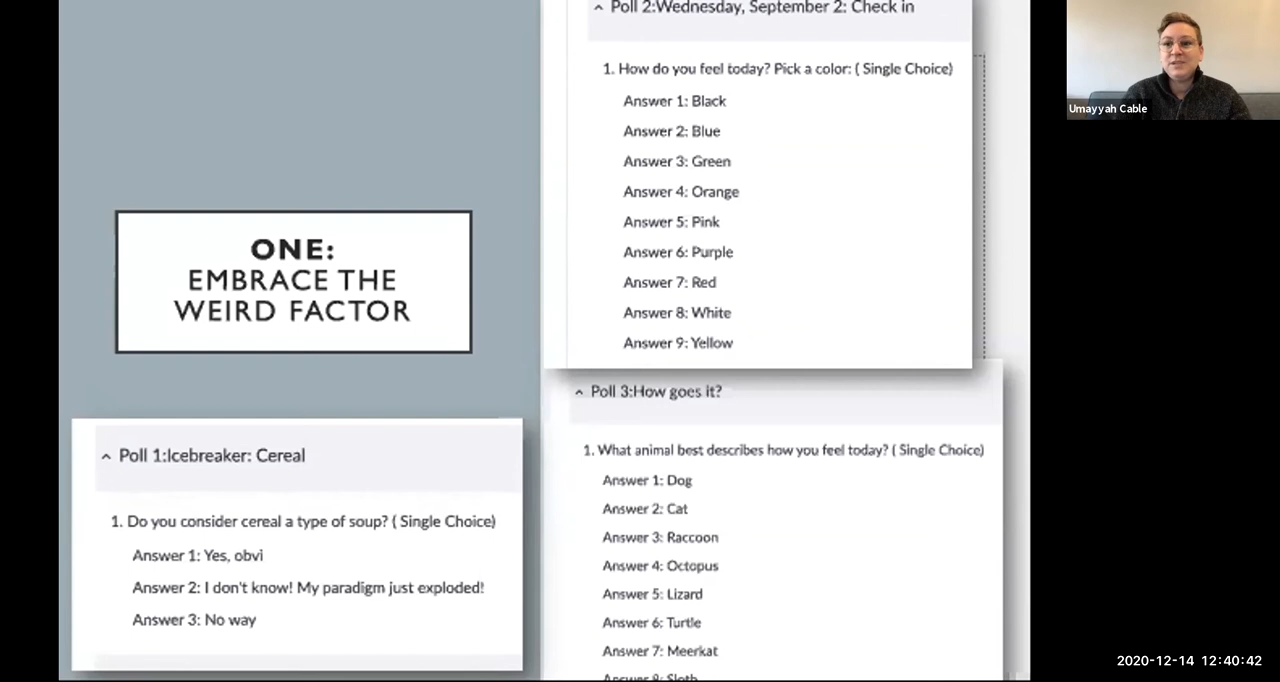 Poll 2:Wednesday, September 2: Check in
1. How do you feel today? Pick a color: ( Single Choice)
Answer 1: Black
Answer 2: Blue
Answer 3: Green
Answer 4: Orange
Answer 5: Pink
Answer 6: Purple
Answer 7: Red
Answer 8: White
Answer 9: Yellow
ONE:
EMBRACE THE
WEIRD FACTOR
Poll 1:Icebreaker: Cereal
1. Do you consider cereal a type of soup? ( Single Choice)
Answer 1: Yes, obvi
Answer 2: I don't know! My paradigm just exploded!
Answer 3: No way
Poll 3:How goes it?
1. What animal best describes how you feel today? ( Single Choice)
Answer 1: Dog
Answer 2: Cat
Answer 3: Raccoon
Answer 4: Octopus
Answer 5: Lizard
Answer 6: Turtle
Answer 7: Meerkat
Answer 8: Sloth
Umayyah Cable
2020-12-14 12:40:42